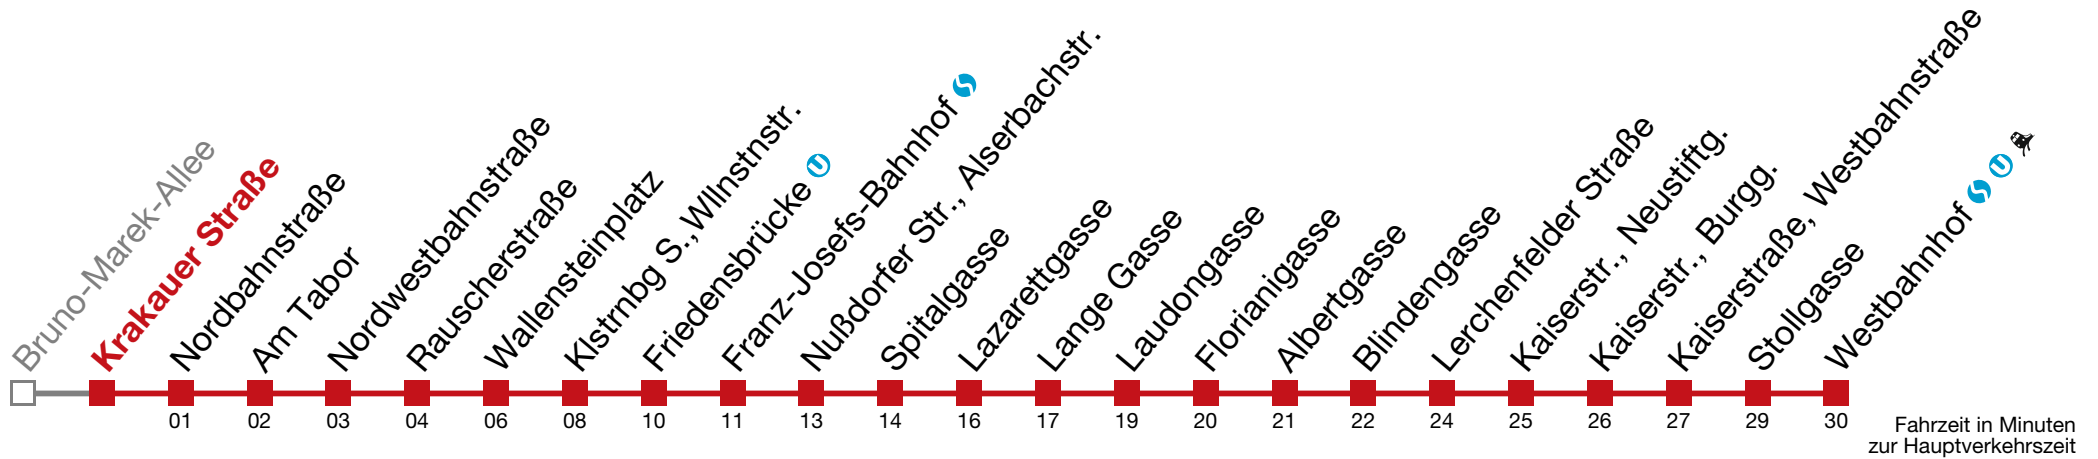 Bruno-Marek-Allee
Krakauer Straße
Nordbahnstraße
Am Tabor
Nordwestbahnstraße
Rauscherstraße
Wallensteinplatz
Klstrnbg S.,Wllnstnstr.
Friedensbrücke U
Franz-Josefs-Bahnhof S
Nußdorfer Str., Alserbachstr.
Spitalgasse
Lazarettgasse
Lange Gasse
Laudongasse
Florianigasse
Albertgasse
Blindengasse
Lerchenfelder Straße
Kaiserstr., Neustiftg.
Kaiserstr., Burgg.
Kaiserstraße, Westbahnstraße
Stollgasse
Westbahnhof S U
01 02 03 04 06 08 10 11 13 14 16 17 19 20 21 22 24 25 26 27 29 30
Fahrzeit in Minuten
zur Hauptverkehrszeit